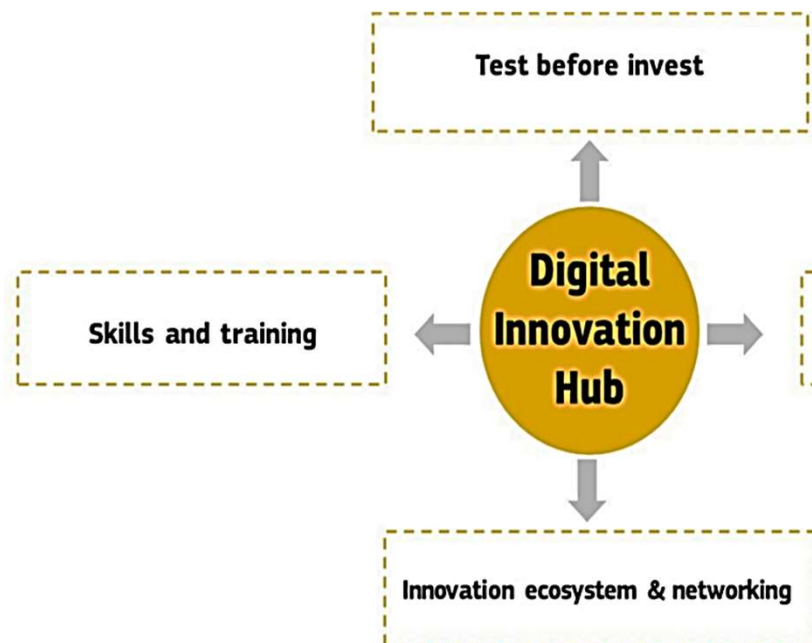 Test before invest
Digital
Innovation
Hub
Skills and training
Innovation ecosystem & networking